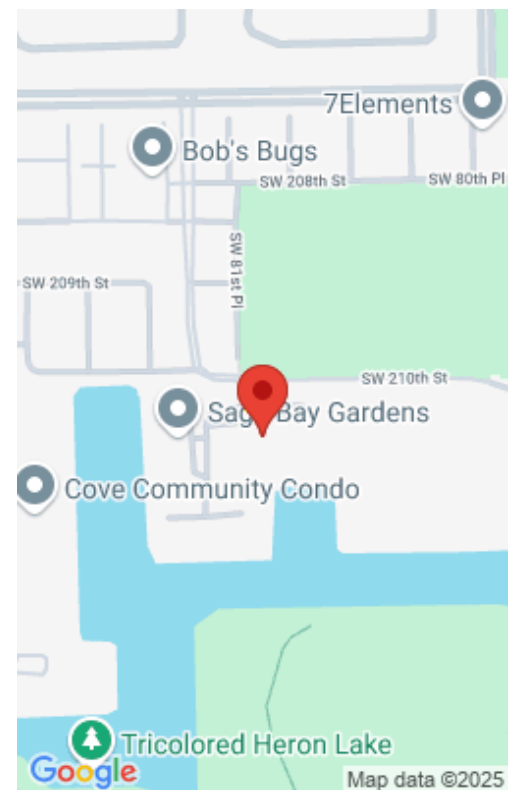 7Elements
Bob's Bugs
SW 208th St
SW 80th Pl
SW 81st Pl
SW 209th St
SW 210th St
Bay Gardens
Cove Community Condo
Tricolored Heron Lake
Google
Map data ©2025